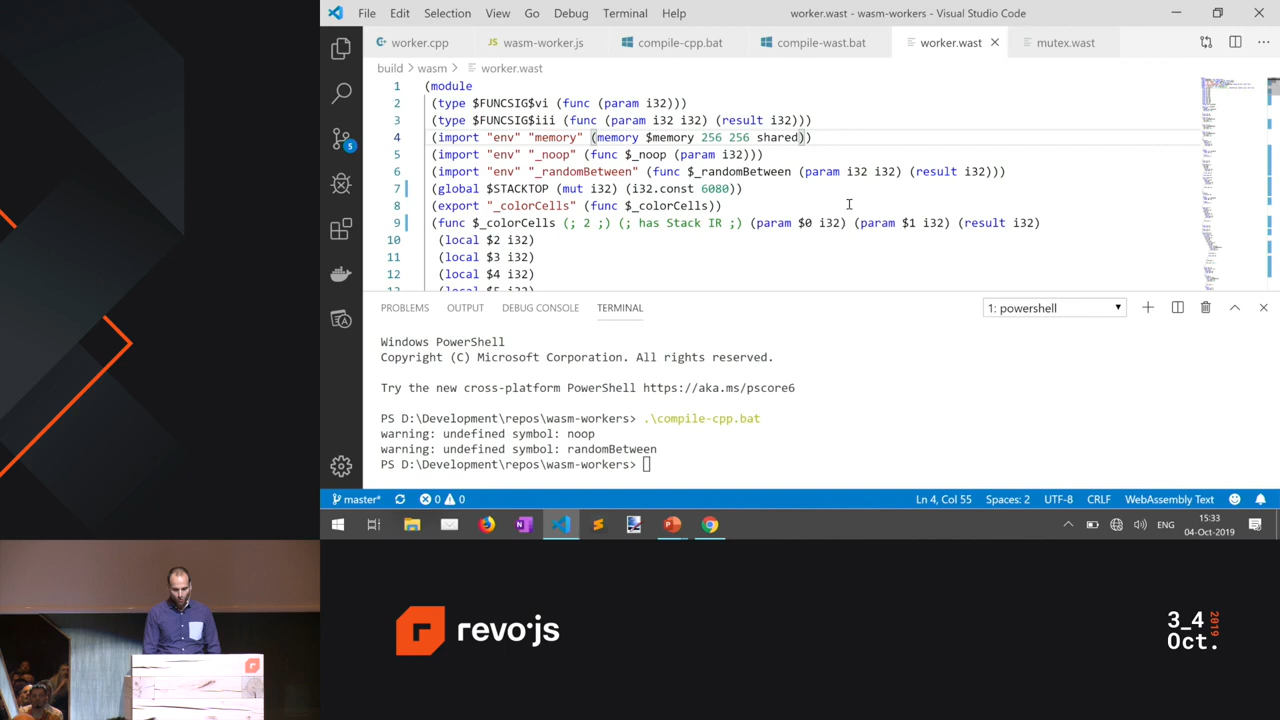 File Edit Selection View Go Debug Terminal Help worker.wast - wasm-workers - Visual Studio Code
worker.cpp JS wasm-worker.js compile-cpp.bat compile-wast.bat worker.wast mutex.wast
build > wasm > worker.wast
1 (module
2 (type $FUNCSIG$vi (func (param i32)))
3 (type $FUNCSIG$iii (func (param i32 i32) (result i32)))
4 (import "env" "memory" (memory $memory 256 256 shared))
5 (import "env" "_noop" (func $_noop (param i32)))
6 (import "env" "_randomBetween" (func $_randomBetween (param i32 i32) (result i32)))
7 (global $STACKTOP (mut i32) (i32.const 6080))
8 (export "_colorCells" (func $_colorCells))
9 (func $_colorCells (; 2 ;) (; has Stack IR ;) (param $0 i32) (param $1 i32) (result i32)
10 (local $2 i32)
11 (local $3 i32)
12 (local $4 i32)
5
PROBLEMS OUTPUT DEBUG CONSOLE TERMINAL 1: powershell
Windows PowerShell
Copyright (C) Microsoft Corporation. All rights reserved.
Try the new cross-platform PowerShell https://aka.ms/pscore6
PS D:\Development\repos\wasm-workers> .\compile-cpp.bat
warning: undefined symbol: noop
warning: undefined symbol: randomBetween
PS D:\Development\repos\wasm-workers>
master* 0 0 Ln 4, Col 55 Spaces: 2 UTF-8 CRLF WebAssembly Text
ENG 15:33
04-Oct-2019
r revo·js
3_4 2019
Oct.